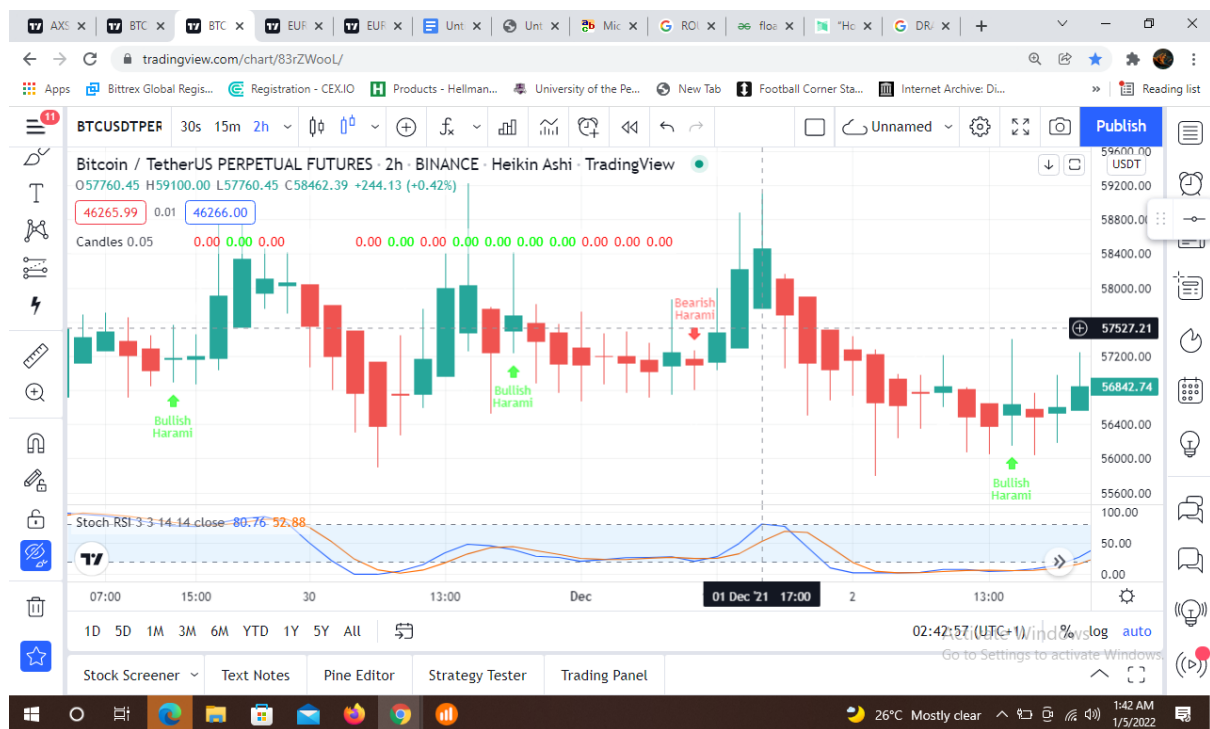 AXS BTC BTC EUR EUR Unt Unt Mic ROU floa "Ho DRA
tradingview.com/chart/83rZWooL/
Apps Bittrex Global Regis... Registration - CEX.IO Products - Hellman... University of the Pe... New Tab Football Corner Sta... Internet Archive: Di... » Reading list
11 BTCUSDTPER 30s 15m 2h Unnamed Publish
Bitcoin / TetherUS PERPETUAL FUTURES · 2h · BINANCE · Heikin Ashi · TradingView
O57760.45 H59100.00 L57760.45 C58462.39 +244.13 (+0.42%)
46265.99 0.01 46266.00
Candles 0.05 0.00 0.00 0.00 0.00 0.00 0.00 0.00 0.00 0.00 0.00 0.00 0.00 0.00
59600.00
USDT
59200.00
58800.00
58400.00
58000.00
57527.21
57200.00
56842.74
56400.00
56000.00
55600.00
Bearish
Harami
Bullish
Harami
Bullish
Harami
Bullish
Harami
Stoch RSI 3 3 14 14 close 80.76 52.88
100.00
50.00
0.00
07:00 15:00 30 13:00 Dec 01 Dec '21 17:00 2 13:00
1D 5D 1M 3M 6M YTD 1Y 5Y All 02:42:57 (UTC+1) % log auto
Activate Windows
Go to Settings to activate Windows.
Stock Screener Text Notes Pine Editor Strategy Tester Trading Panel
26°C Mostly clear 1:42 AM
1/5/2022